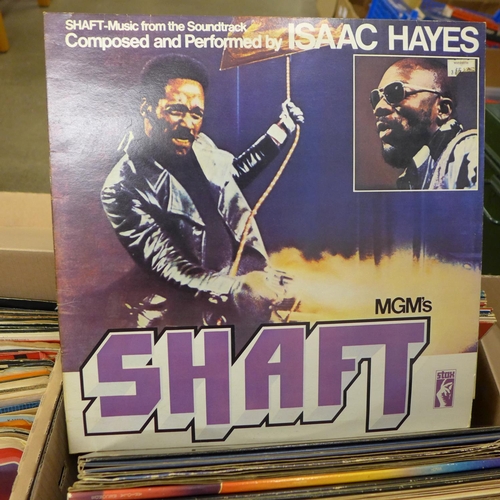 SHAFT-Music from the Soundtrack
Composed and Performed by ISAAC HAYES
MGM's
SHAFT
stax